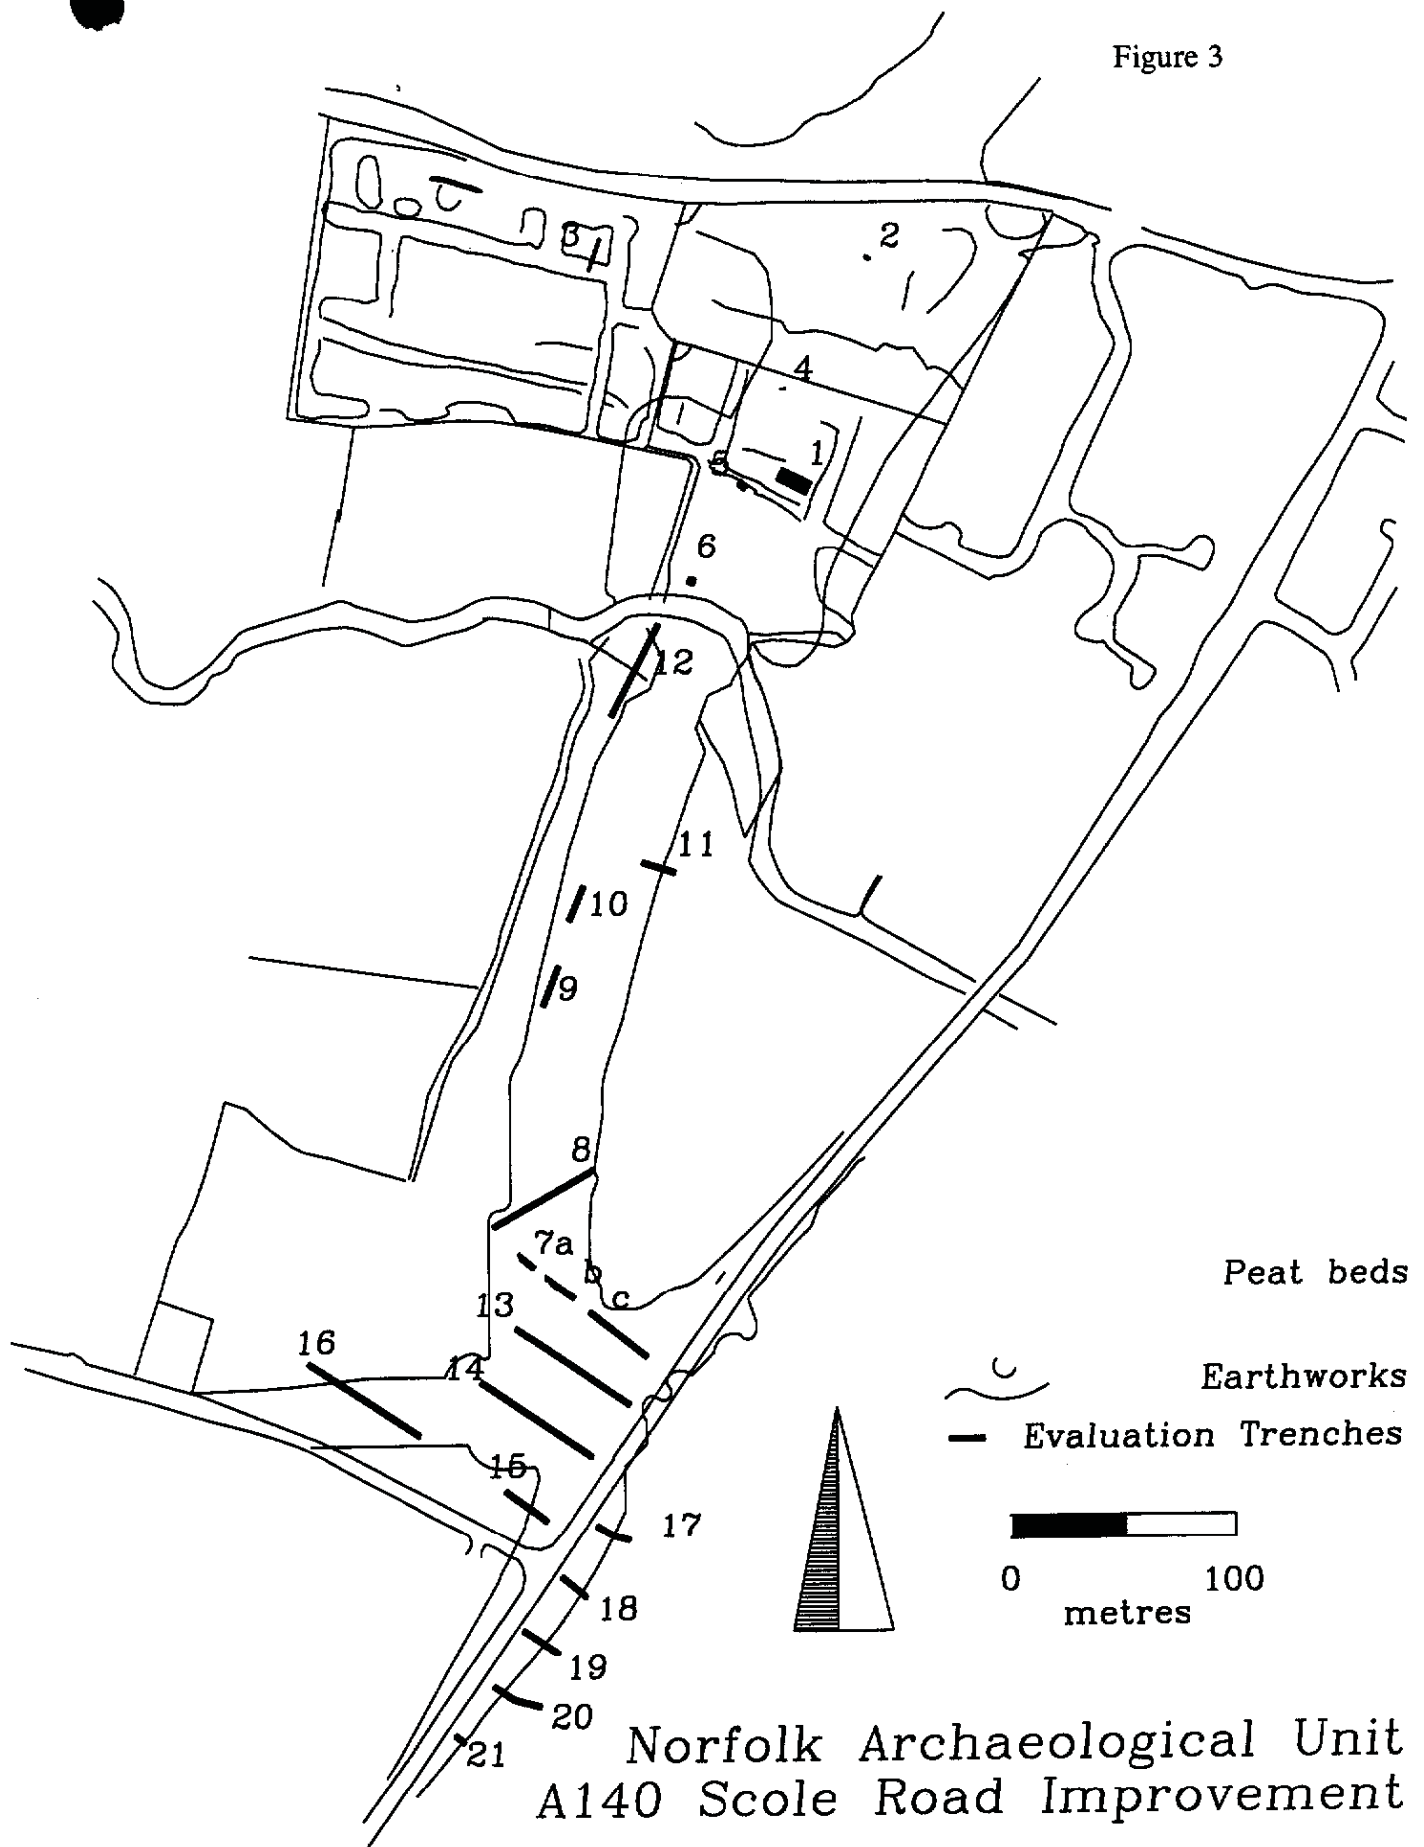 Figure 3
3
2
4
1
5
6
12
11
10
9
8
7a
b
c
13
16
14
15
17
18
19
20
21
Peat beds
Earthworks
Evaluation Trenches
0 100
metres
Norfolk Archaeological Unit
A140 Scole Road Improvement